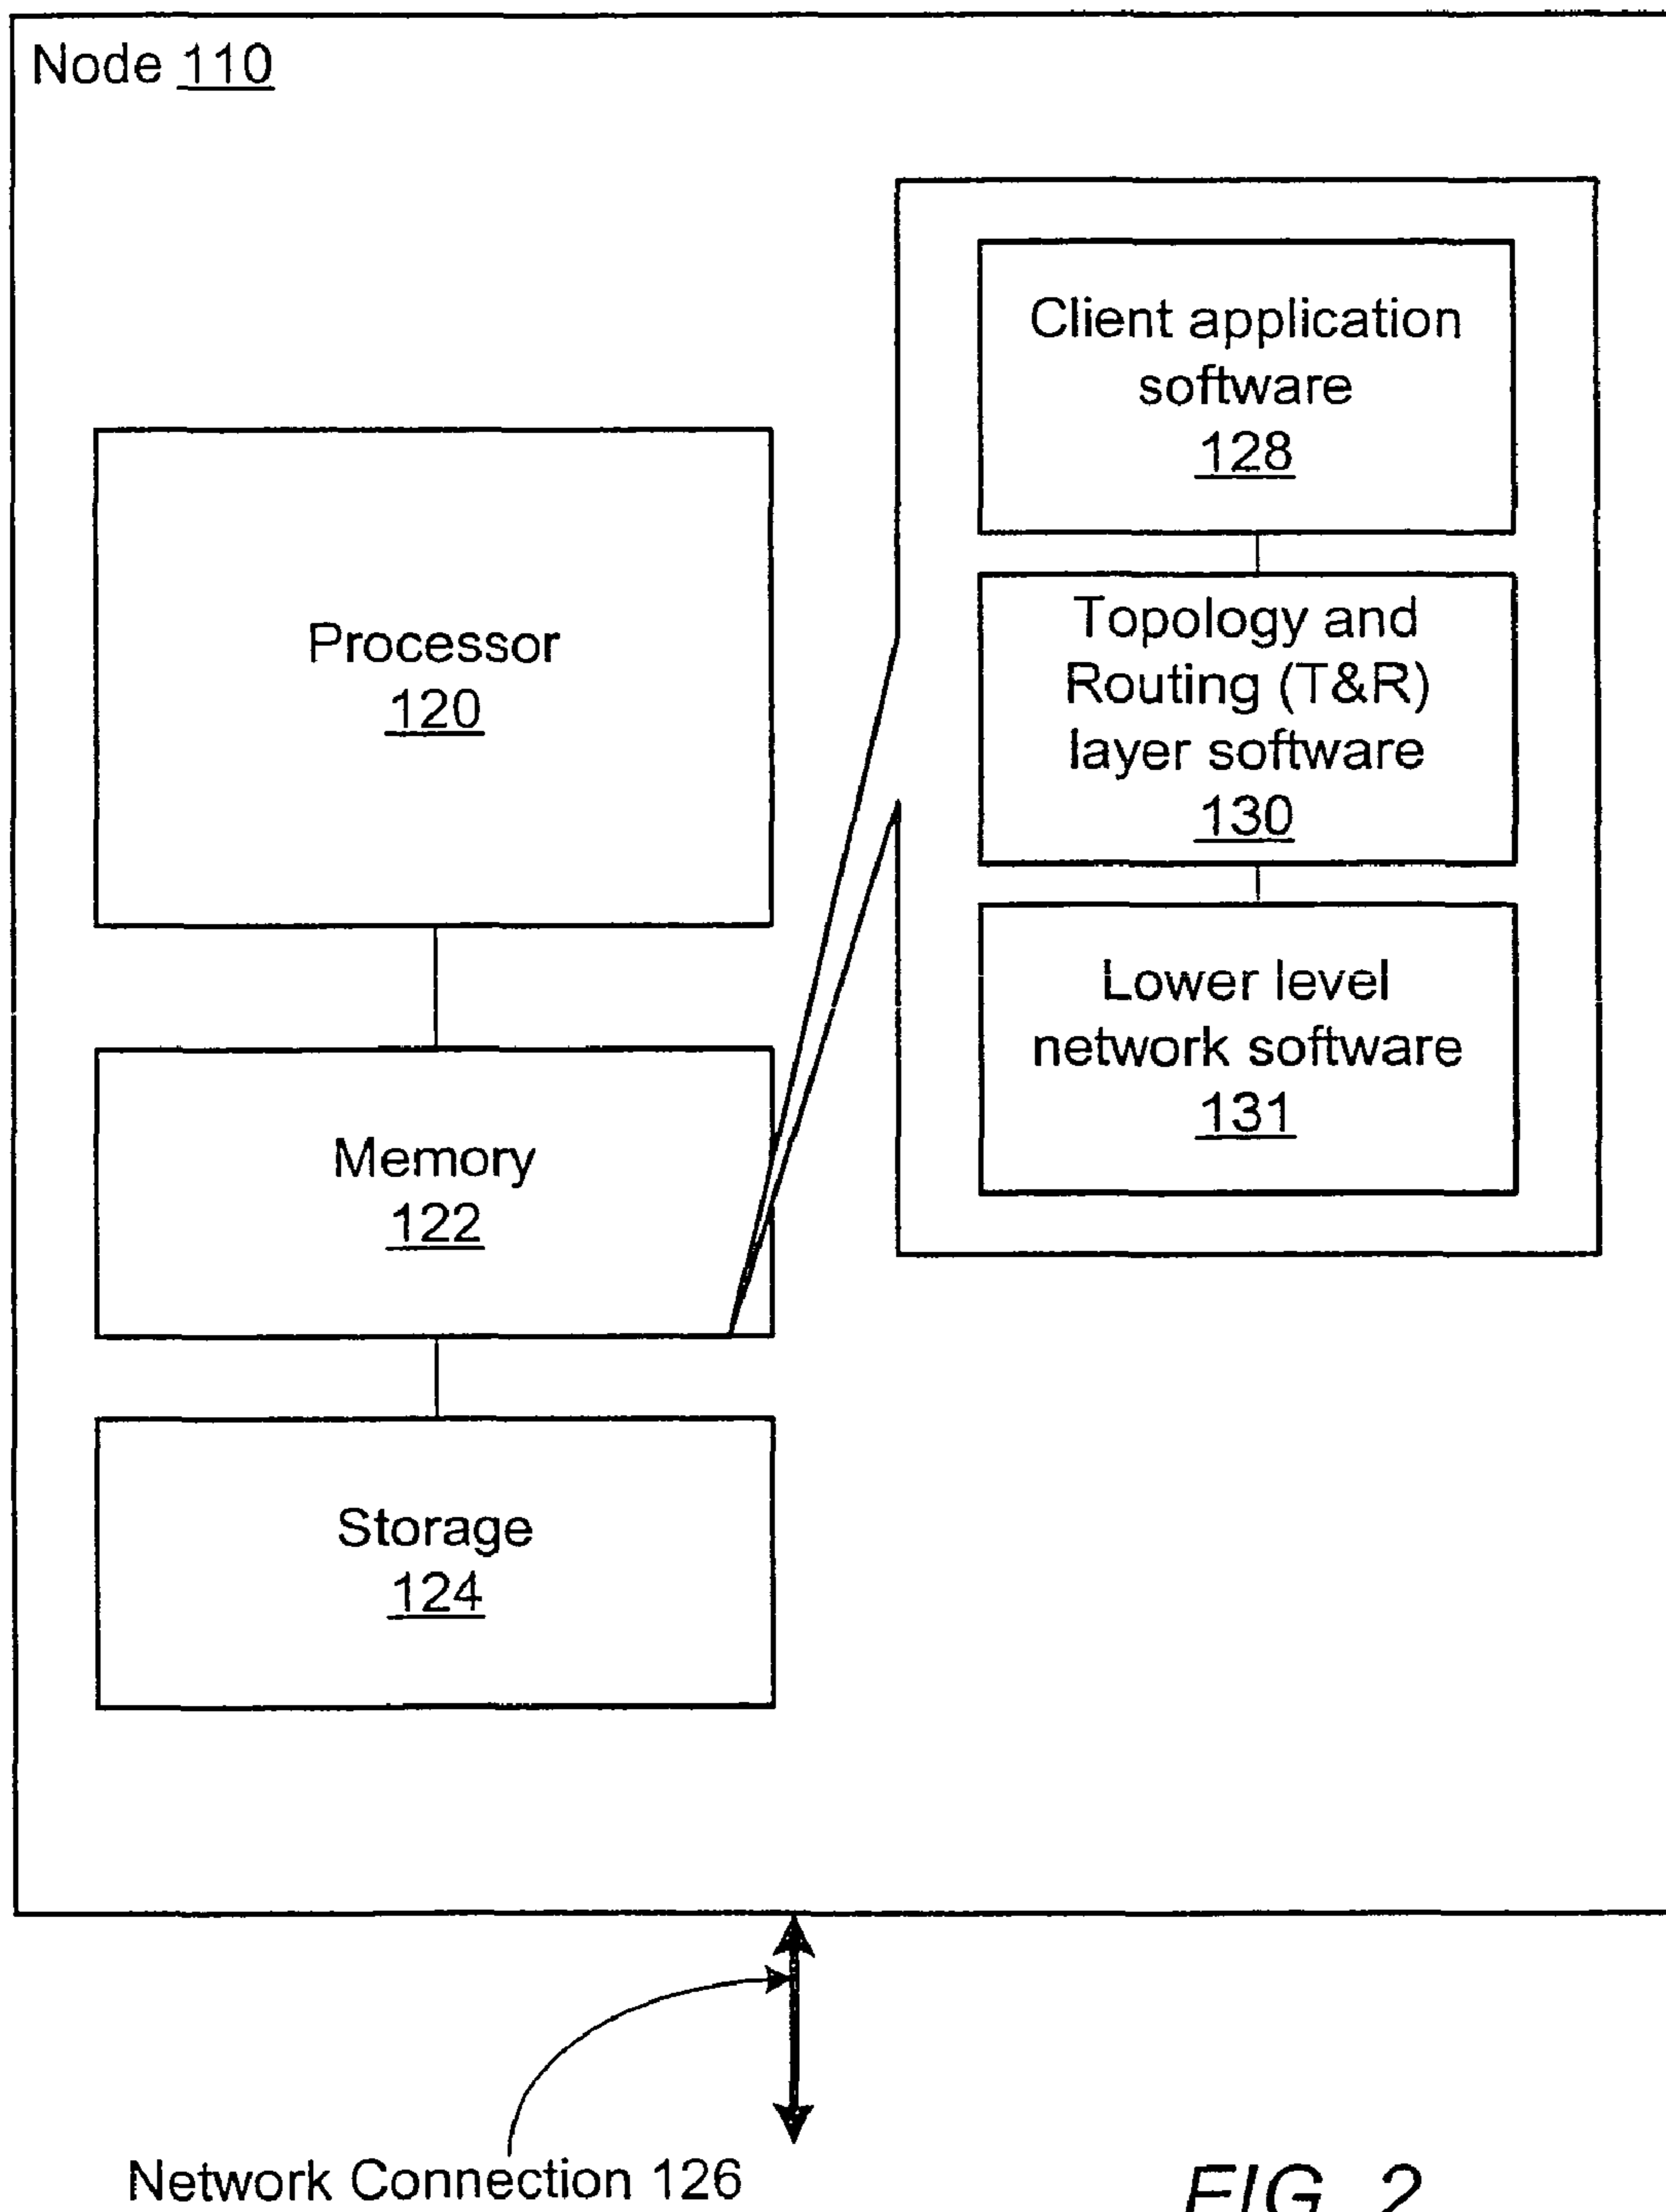 Node 110
Client application
software
128
Topology and
Routing (T&R)
layer software
130
Lower level
network software
131
Processor
120
Memory
122
Storage
124
Network Connection 126
FIG. 2